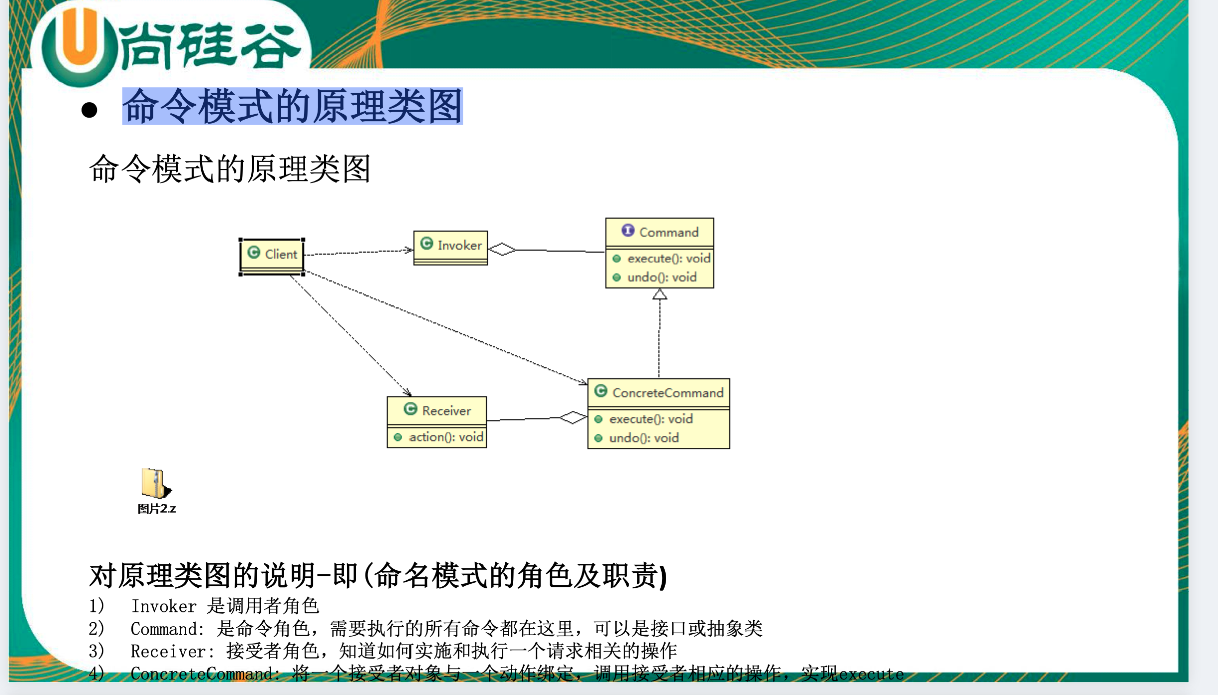 尚硅谷
● 命令模式的原理类图
命令模式的原理类图
Client
Invoker
Command
execute(): void
undo(): void
Receiver
action(): void
ConcreteCommand
execute(): void
undo(): void
图片2.z
对原理类图的说明-即(命名模式的角色及职责)
1) Invoker 是调用者角色
2) Command: 是命令角色，需要执行的所有命令都在这里，可以是接口或抽象类
3) Receiver: 接受者角色，知道如何实施和执行一个请求相关的操作
4) ConcreteCommand: 将一个接受者对象与一个动作绑定，调用接受者相应的操作，实现execute